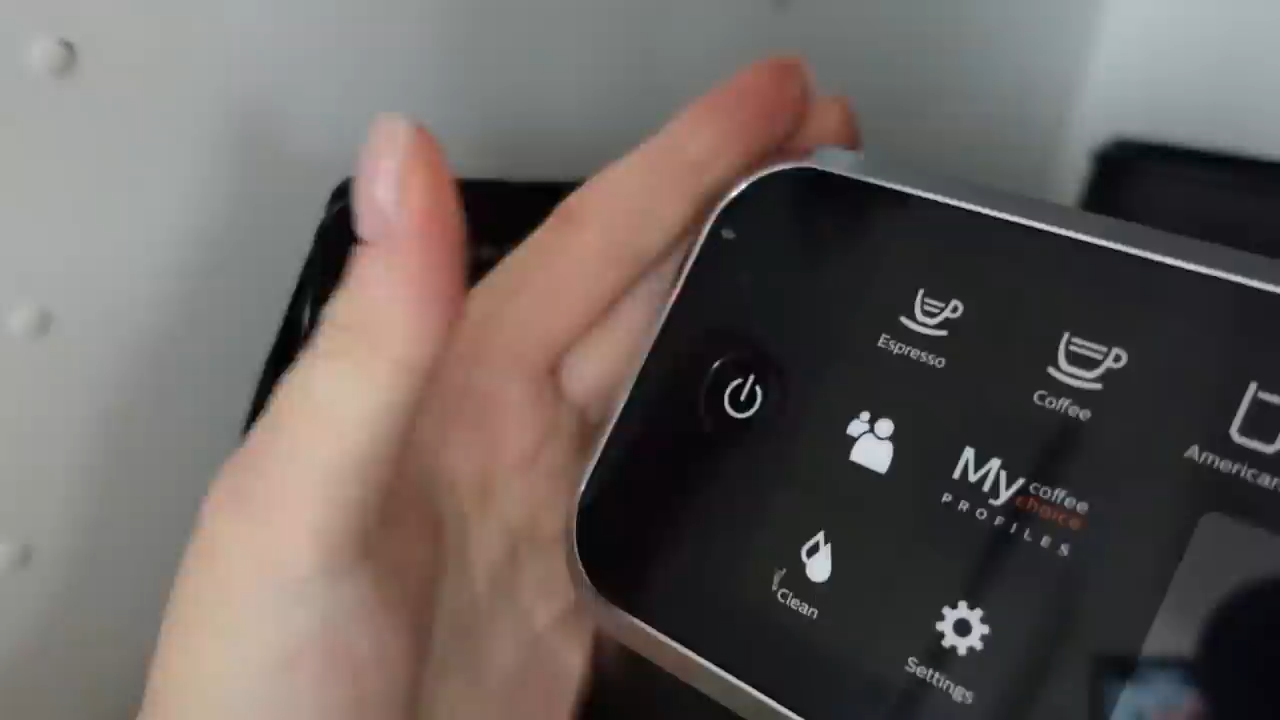 Espresso
Coffee
American
My coffee
choice
PROFILES
Clean
Settings